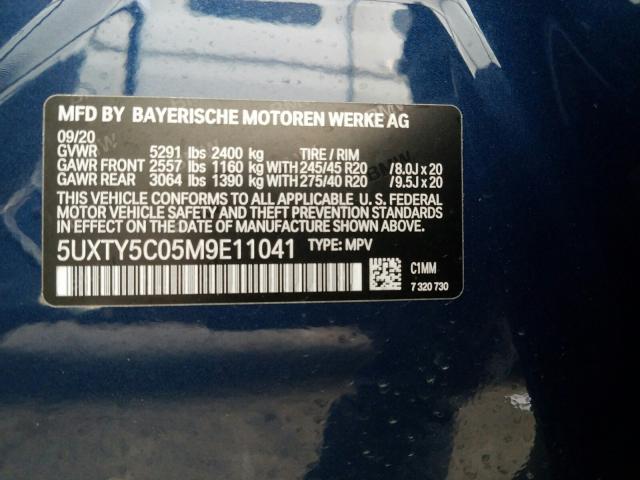 MFD BY BAYERISCHE MOTOREN WERKE AG
09/20
GVWR 5291 lbs 2400 kg TIRE / RIM
GAWR FRONT 2557 lbs 1160 kg WITH 245/45 R20 /8.0J x 20
GAWR REAR 3064 lbs 1390 kg WITH 275/40 R20 /9.5J x 20
THIS VEHICLE CONFORMS TO ALL APPLICABLE U. S. FEDERAL
MOTOR VEHICLE SAFETY AND THEFT PREVENTION STANDARDS
IN EFFECT ON THE DATE OF MANUFACTURE SHOWN ABOVE.
5UXTY5C05M9E11041 TYPE: MPV
C1MM
7 320 730